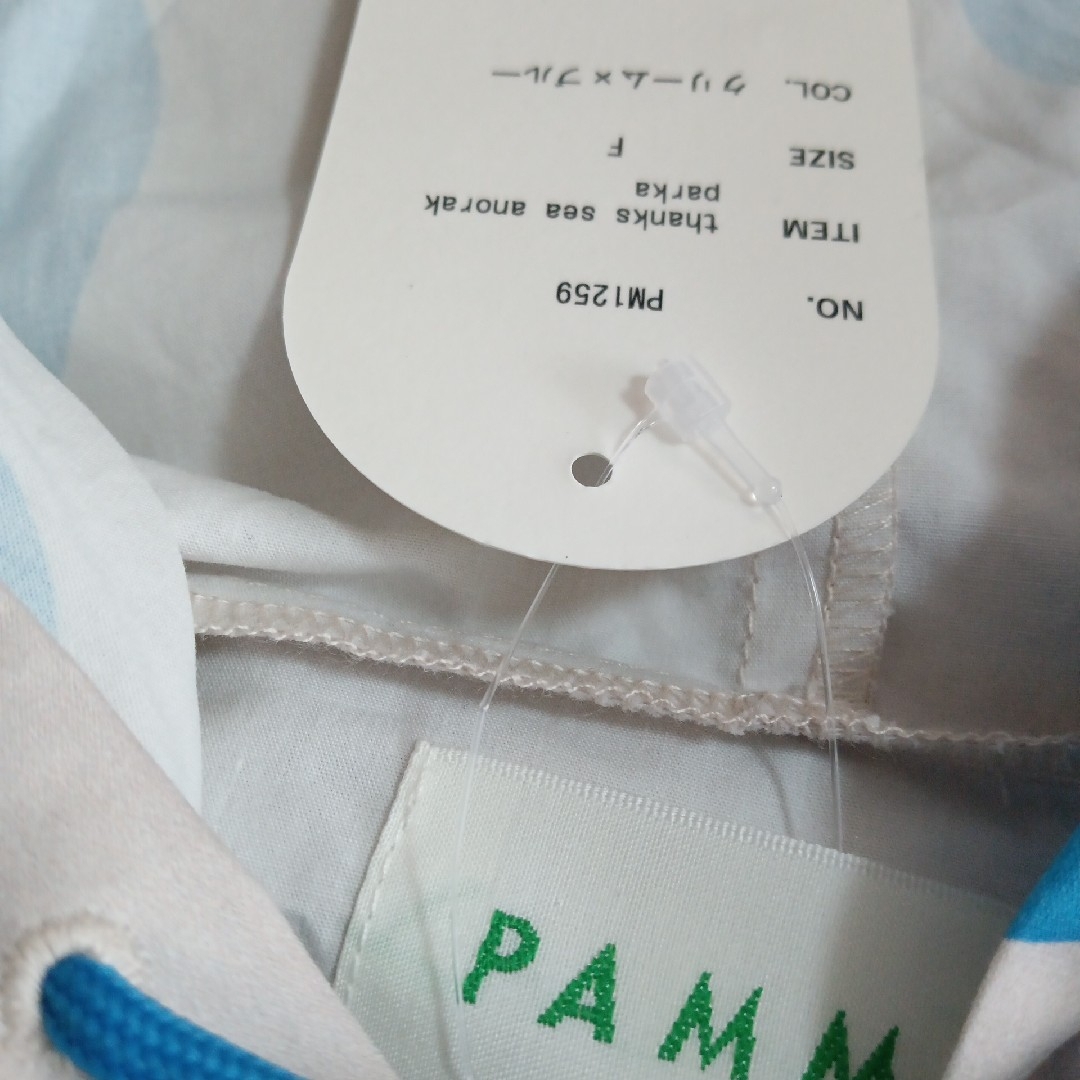 NO. PM1259
ITEM thanks sea anorak
parka
SIZE F
COL. クリーム×ブルー
PAMM